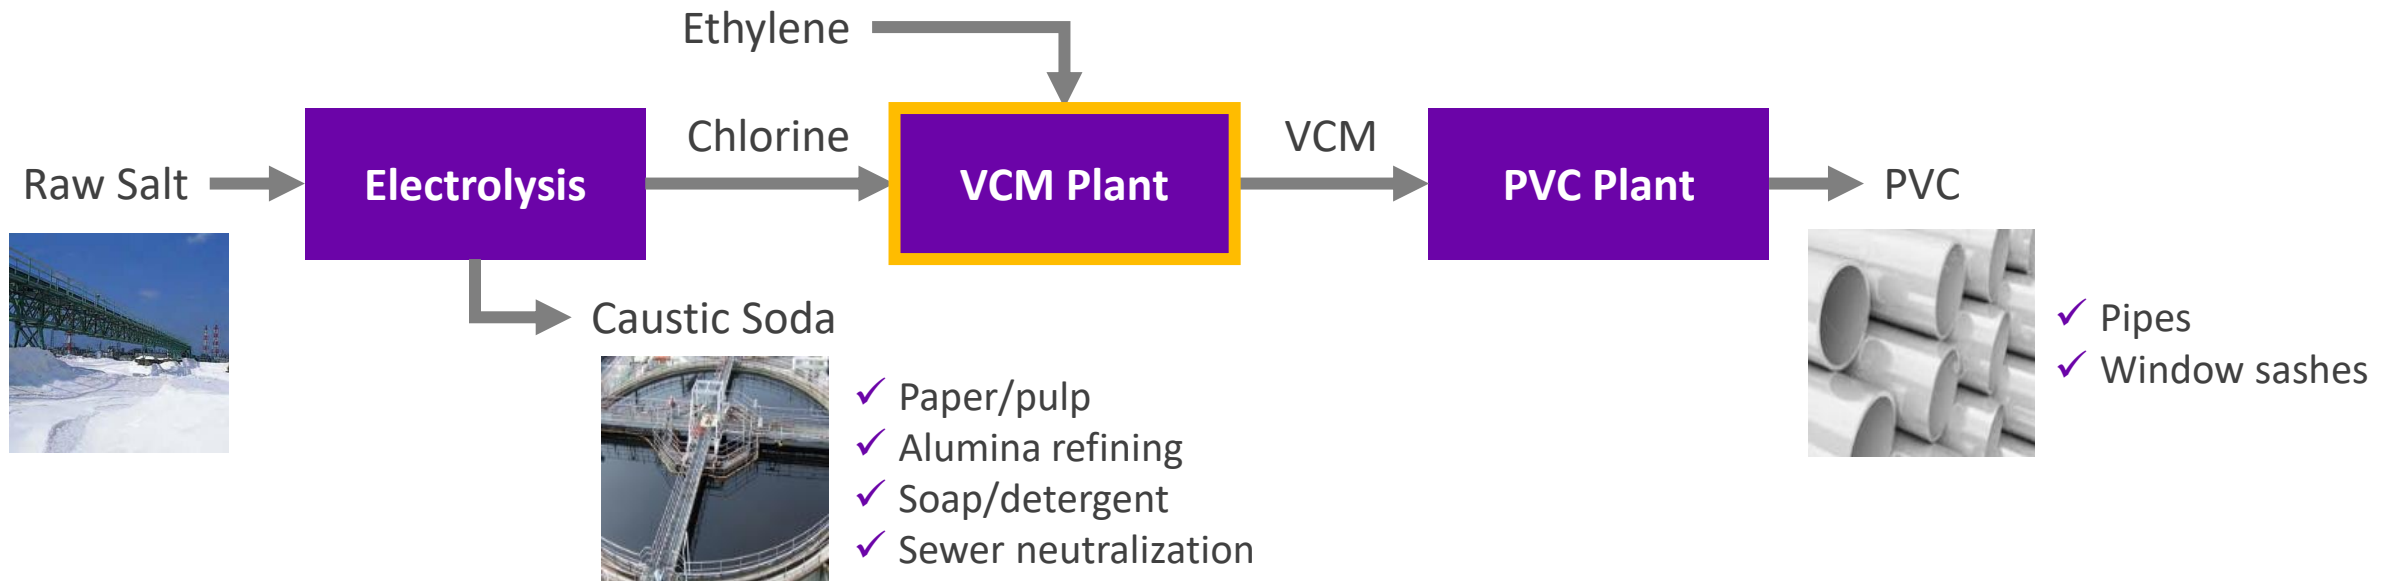 Ethylene
Raw Salt
Electrolysis
Chlorine
VCM Plant
VCM
PVC Plant
PVC
Caustic Soda
Paper/pulp
Alumina refining
Soap/detergent
Sewer neutralization
Pipes
Window sashes